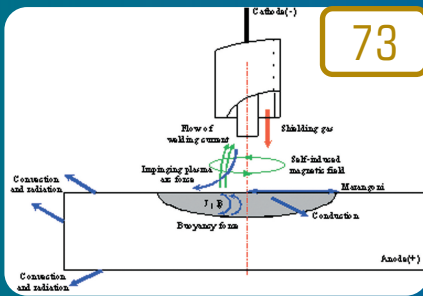 Cathode(-)
73
Flow of
welding current
Shielding gas
Impinging plasma
arc force
Self-induced
magnetic field
Convection
and radiation
Marangoni
J
B
Conduction
Buoyancy force
Anode(+)
Convection
and radiation